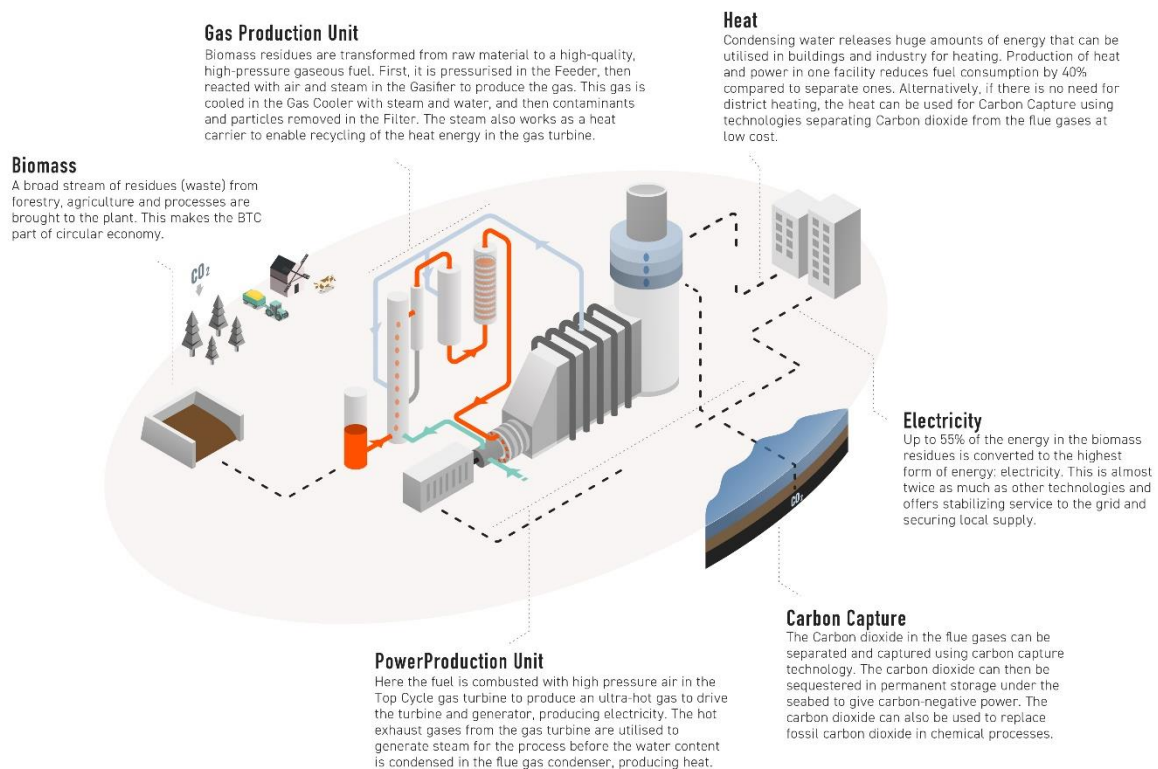 Gas Production Unit
Biomass residues are transformed from raw material to a high-quality,
high-pressure gaseous fuel. First, it is pressurised in the Feeder, then
reacted with air and steam in the Gasifier to produce the gas. This gas is
cooled in the Gas Cooler with steam and water, and then contaminants
and particles removed in the Filter. The steam also works as a heat
carrier to enable recycling of the heat energy in the gas turbine.
Heat
Condensing water releases huge amounts of energy that can be
utilised in buildings and industry for heating. Production of heat
and power in one facility reduces fuel consumption by 40%
compared to separate ones. Alternatively, if there is no need for
district heating, the heat can be used for Carbon Capture using
technologies separating Carbon dioxide from the flue gases at
low cost.
Biomass
A broad stream of residues (waste) from
forestry, agriculture and processes are
brought to the plant. This makes the BTC
part of circular economy.
CO₂
Electricity
Up to 55% of the energy in the biomass
residues is converted to the highest
form of energy: electricity. This is almost
twice as much as other technologies and
offers stabilizing service to the grid and
securing local supply.
CO₂
Carbon Capture
The Carbon dioxide in the flue gases can be
separated and captured using carbon capture
technology. The carbon dioxide can then be
sequestered in permanent storage under the
seabed to give carbon-negative power. The
carbon dioxide can also be used to replace
fossil carbon dioxide in chemical processes.
PowerProduction Unit
Here the fuel is combusted with high pressure air in the
Top Cycle gas turbine to produce an ultra-hot gas to drive
the turbine and generator, producing electricity. The hot
exhaust gases from the gas turbine are utilised to
generate steam for the process before the water content
is condensed in the flue gas condenser, producing heat.